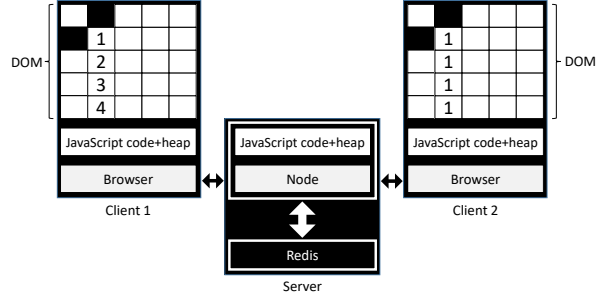 1
2
3
4
DOM
JavaScript code+heap
Browser
Client 1
JavaScript code+heap
Node
Redis
Server
1
1
1
1
DOM
JavaScript code+heap
Browser
Client 2